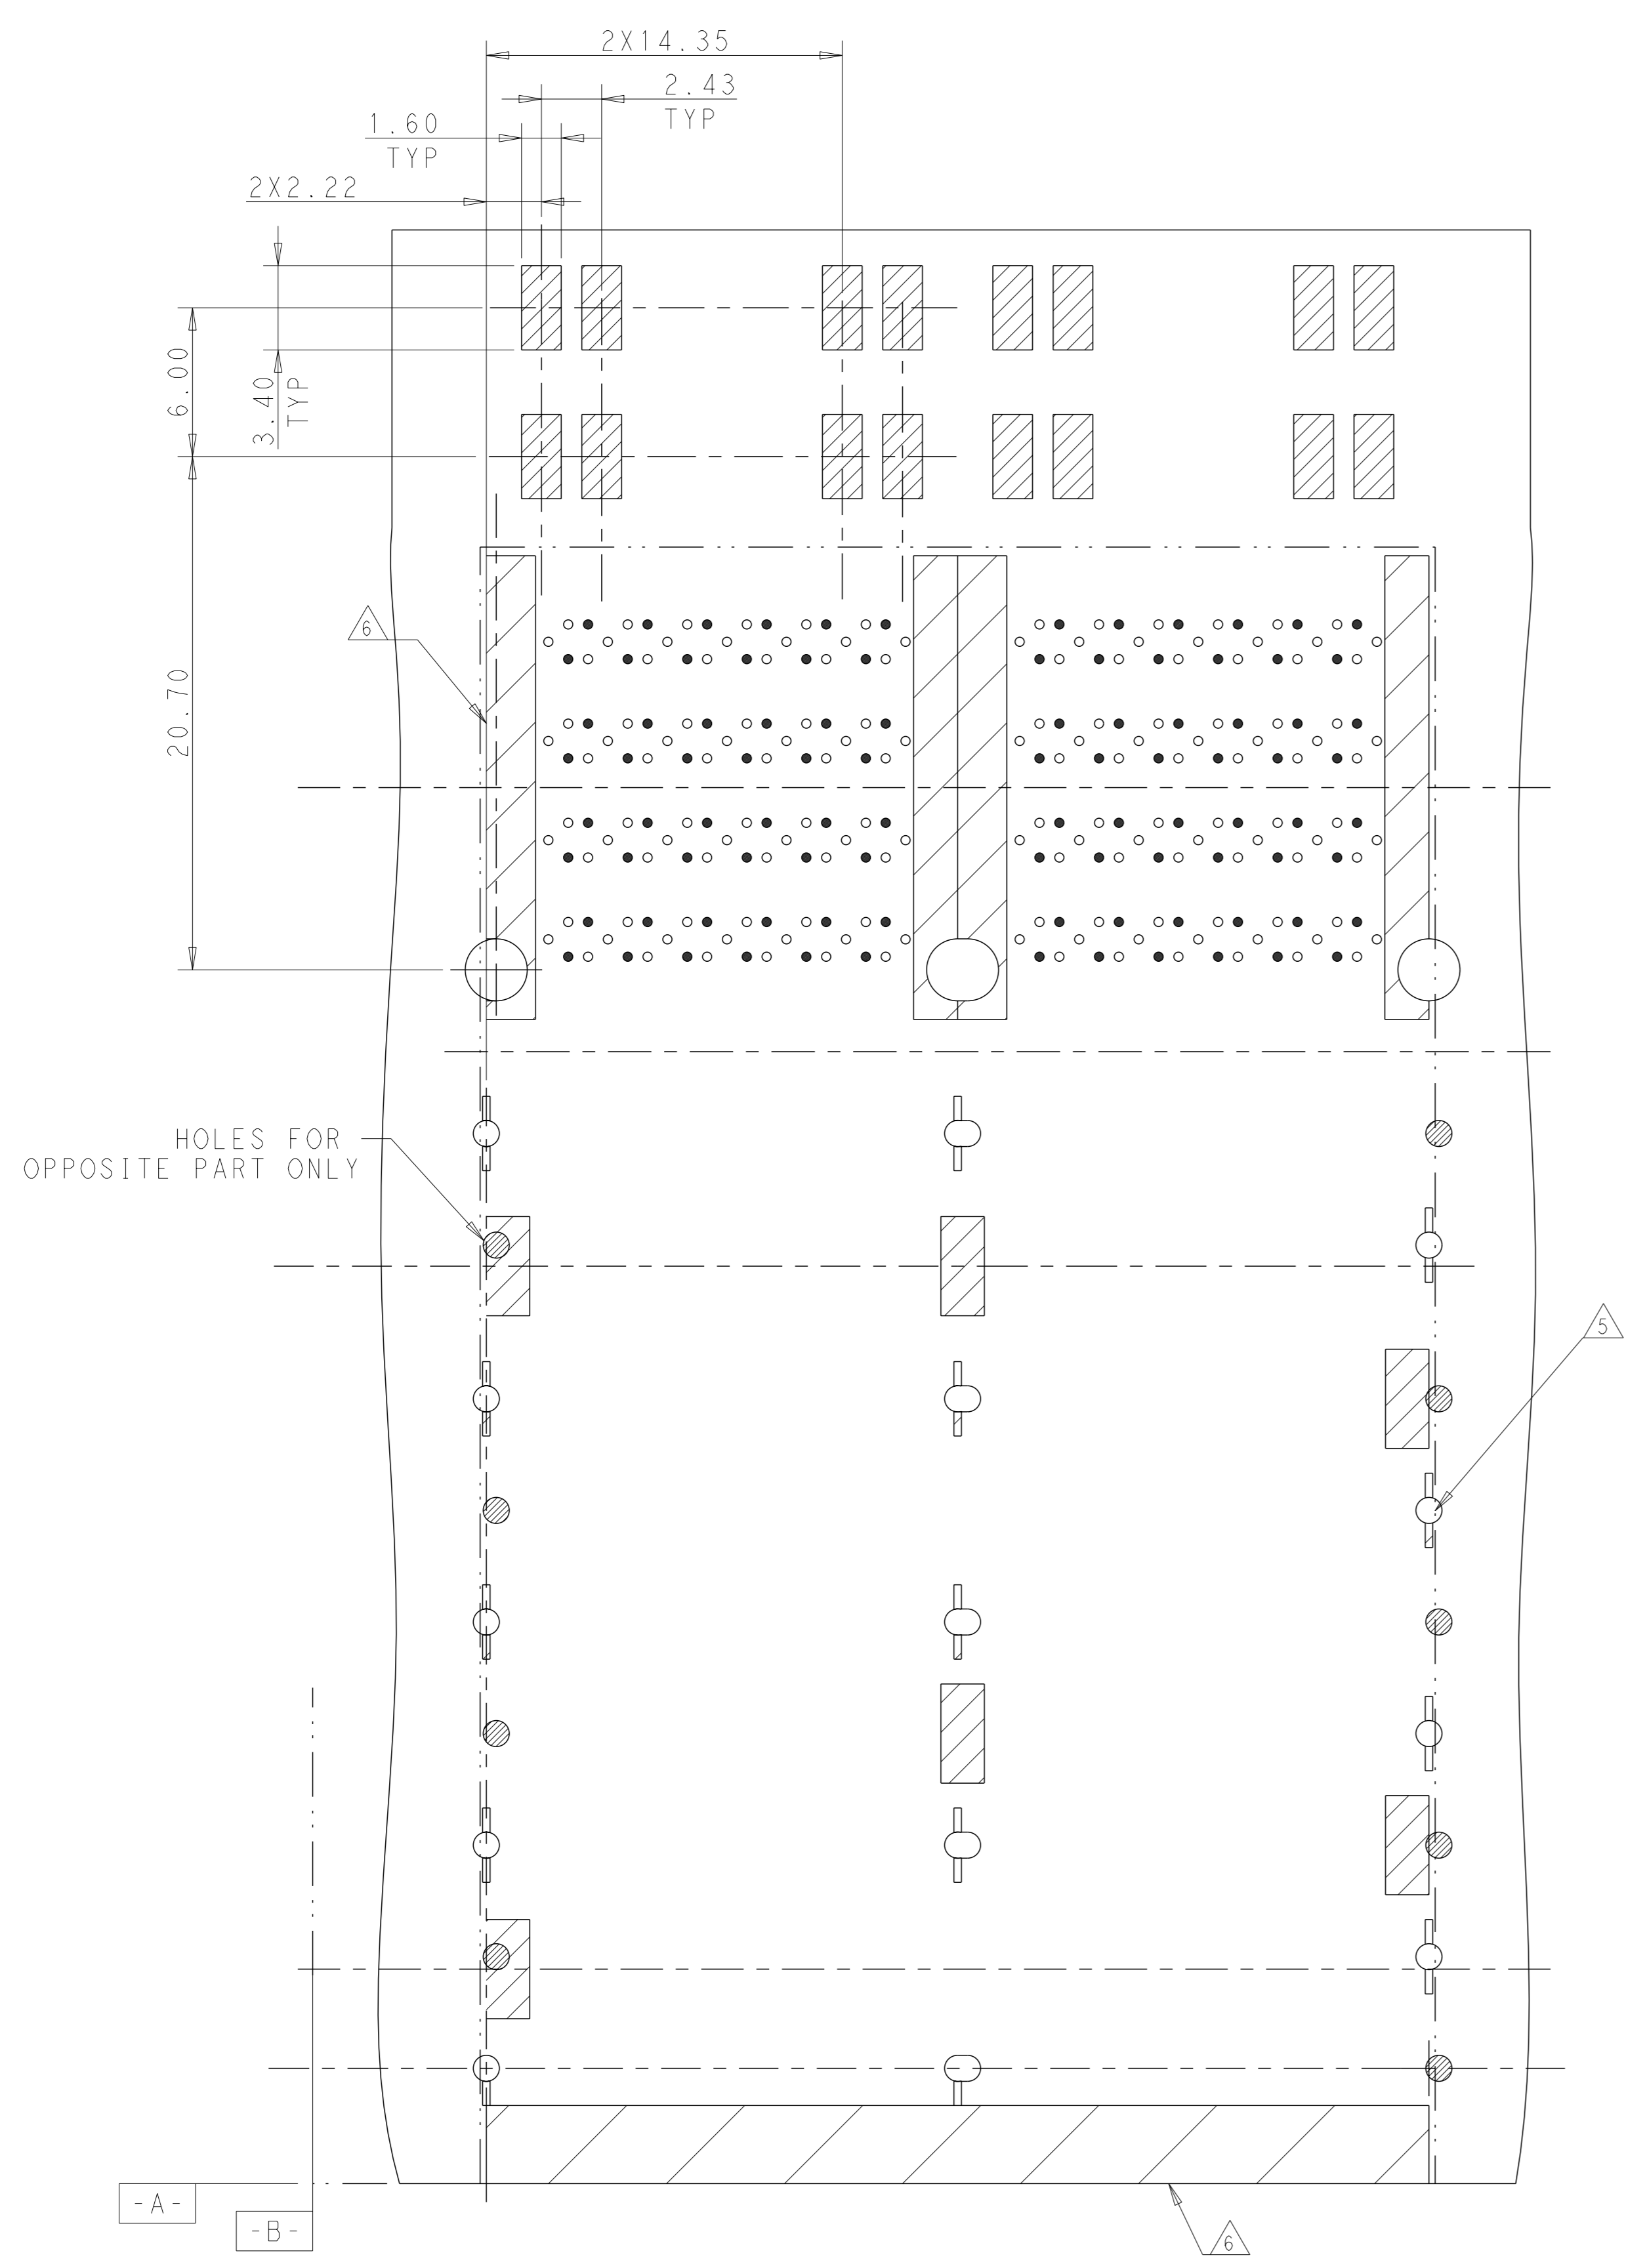 2X14.35
2.43
TYP
1.60
TYP
2X2.22
6.00
3.40
TYP
6
20.70
HOLES FOR
OPPOSITE PART ONLY
5
-A-
-B-
6